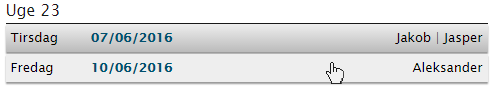 Uge 23
Tirsdag 07/06/2016 Jakob | Jasper
Fredag 10/06/2016 Aleksander